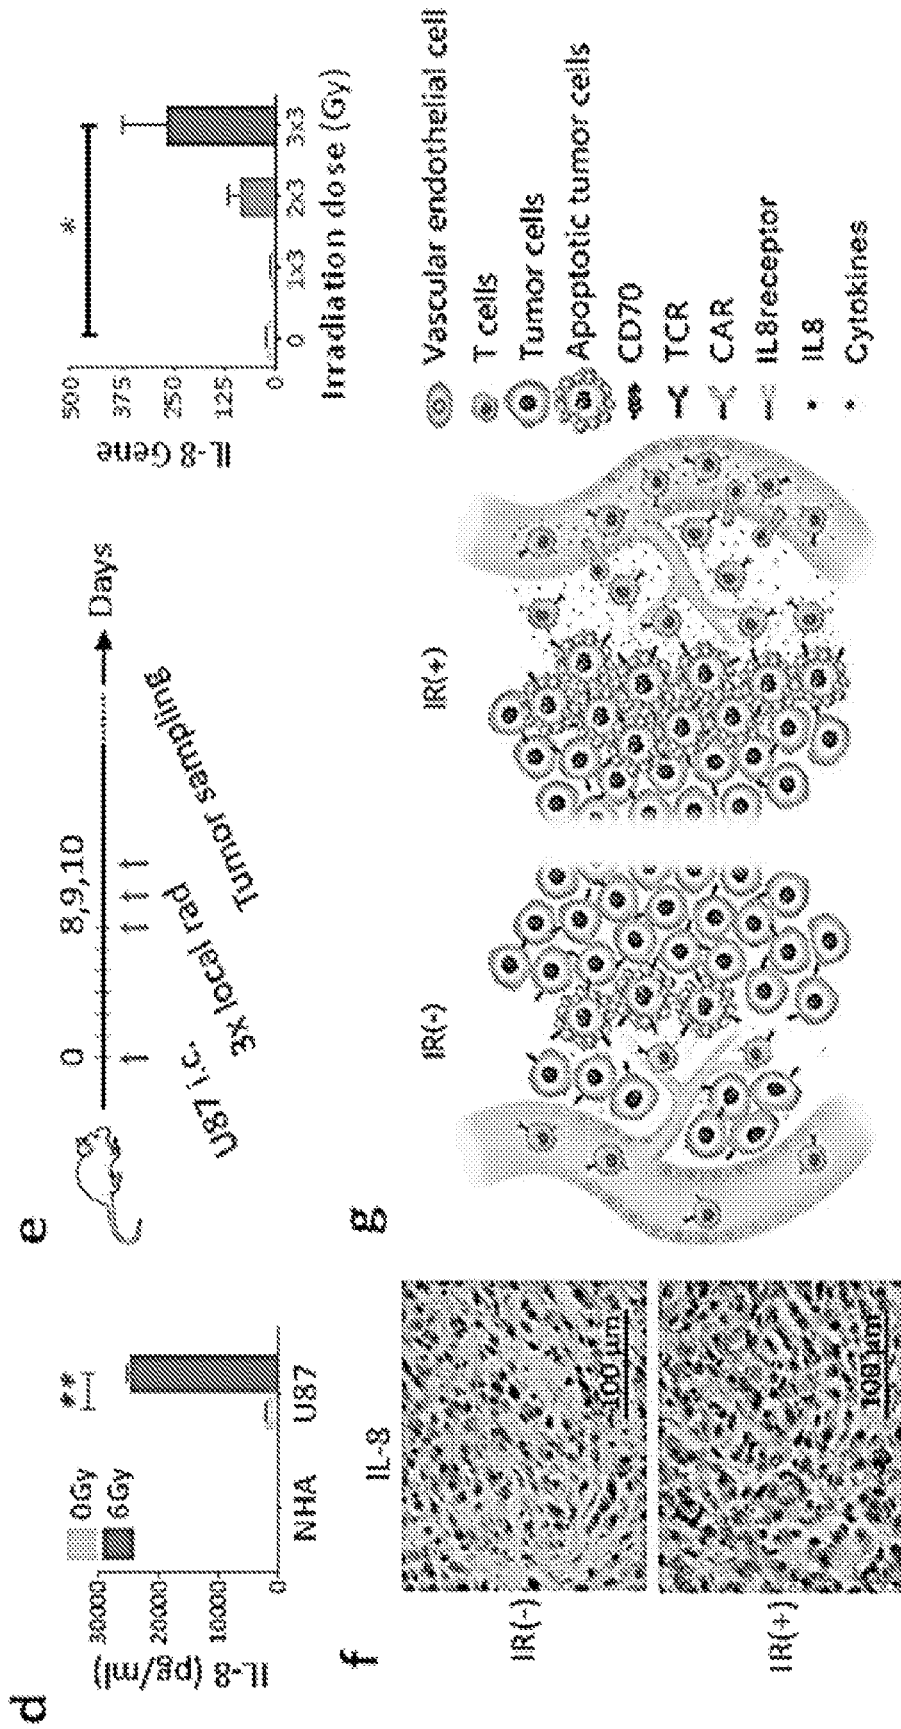 d
IL-8 (pg/ml)
30000
20000
10000
0
0Gy
6Gy
**
NHA
U87
e
0
8,9,10
Days
U87 i.c.
3x local rad
Tumor sampling
IL-8 Gene
500
375
250
125
0
*
0
1x3
2x3
3x3
Irradiation dose (Gy)
f
IL-8
IR(-)
100 μm
IR(+)
100 μm
g
IR(-)
IR(+)
Vascular endothelial cell
T cells
Tumor cells
Apoptotic tumor cells
CD70
TCR
CAR
IL8receptor
IL8
Cytokines